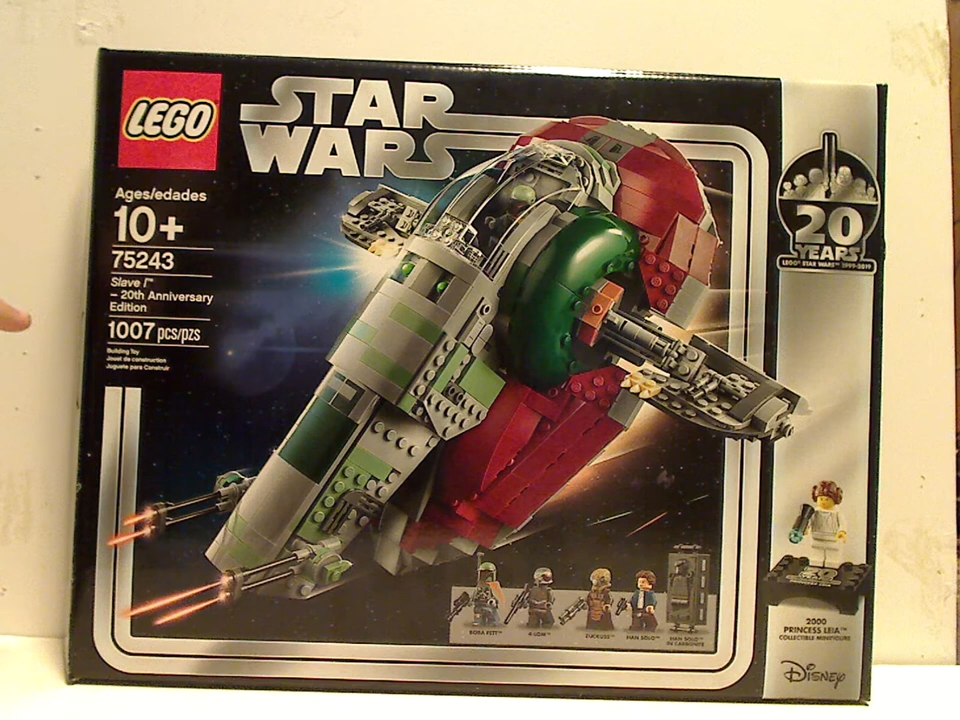 LEGO
STAR
WARS
Ages/edades
10+
75243
Slave I™
– 20th Anniversary
Edition
1007 pcs/pzs
Building Toy
Jouet de construction
Juguete para Construir
20
YEARS
LEGO STAR WARS™ 1999-2019
BOBA FETT™
4-LOM™
ZUCKUSS™
HAN SOLO™
HAN SOLO™
IN CARBONITE
2000
PRINCESS LEIA™
COLLECTIBLE MINIFIGURE
Disney